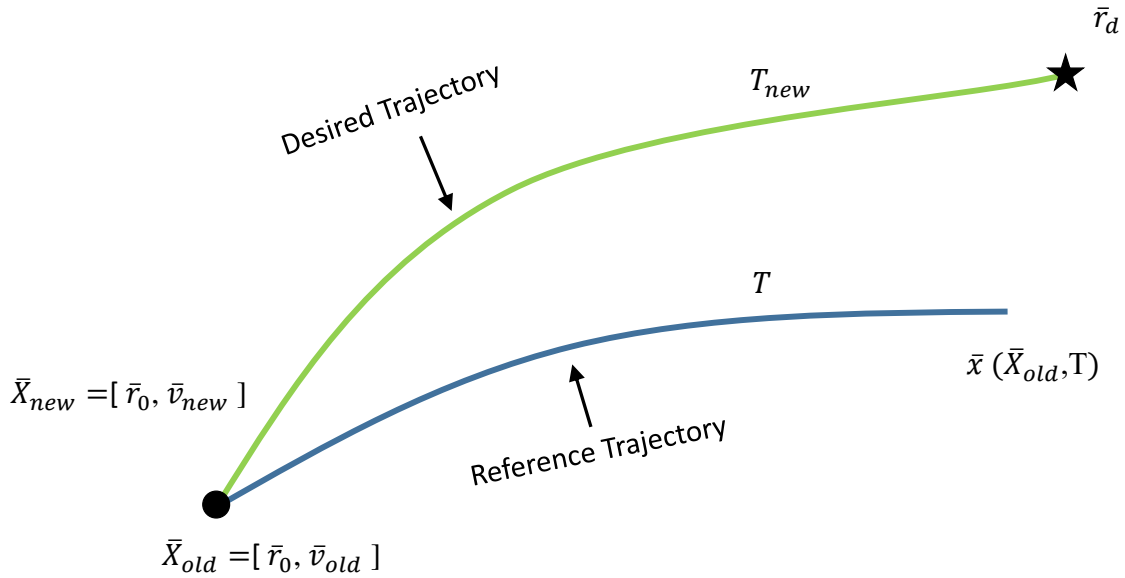 r̄_d
T_new
Desired Trajectory
T
x̄ (X̄_old,T)
X̄_new =[ r̄_0, v̄_new ]
Reference Trajectory
X̄_old =[ r̄_0, v̄_old ]